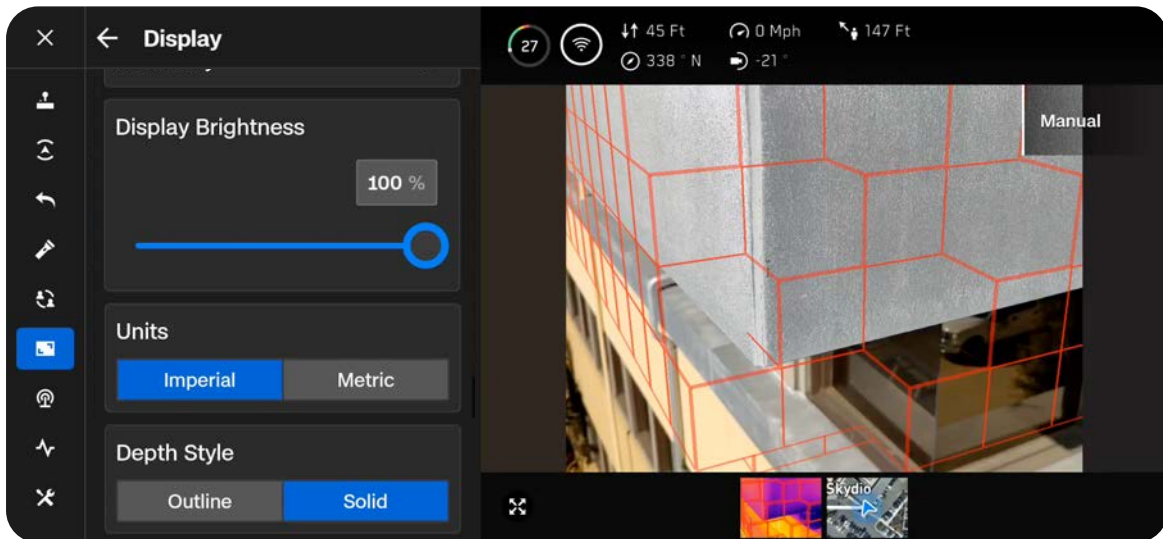 Display
Display Brightness
100 %
Units
Imperial
Metric
Depth Style
Outline
Solid
27
45 Ft
0 Mph
147 Ft
338 ° N
-21 °
Manual
Skydio